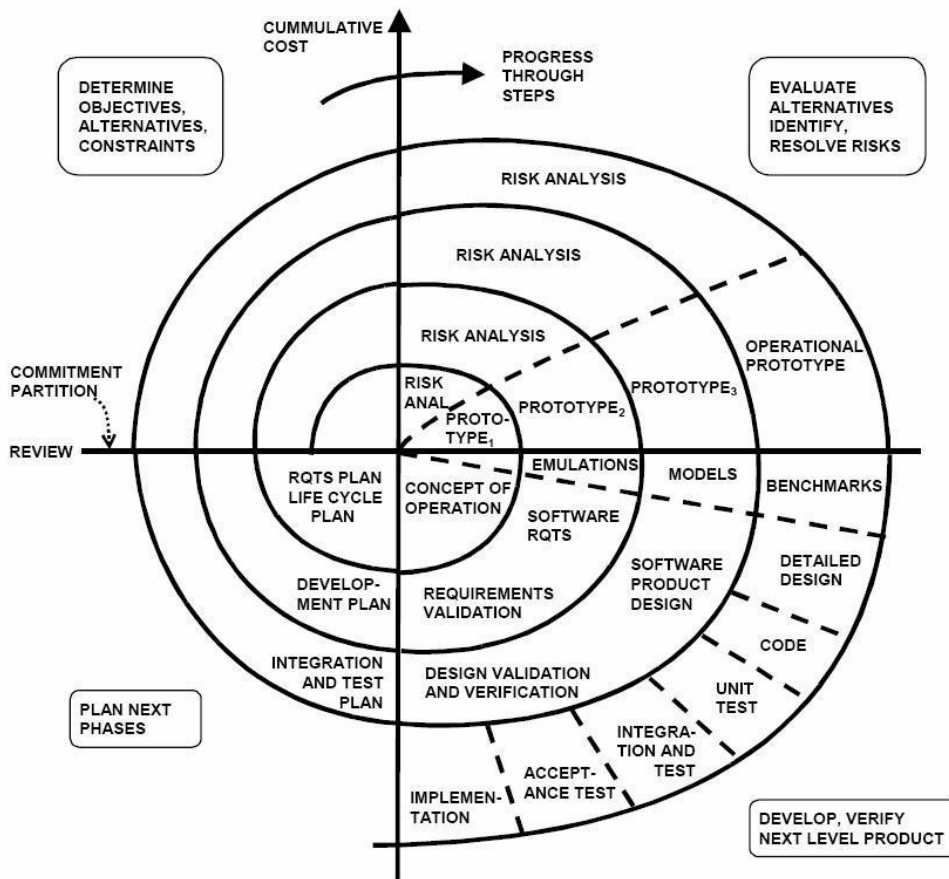 CUMMULATIVE
COST
PROGRESS
THROUGH
STEPS
DETERMINE
OBJECTIVES,
ALTERNATIVES,
CONSTRAINTS
EVALUATE
ALTERNATIVES
IDENTIFY,
RESOLVE RISKS
RISK ANALYSIS
RISK ANALYSIS
RISK ANALYSIS
RISK
ANAL.
PROTO-
TYPE₁
PROTOTYPE₂
PROTOTYPE₃
OPERATIONAL
PROTOTYPE
COMMITMENT
PARTITION
REVIEW
RQTS PLAN
LIFE CYCLE
PLAN
CONCEPT OF
OPERATION
EMULATIONS
MODELS
BENCHMARKS
SOFTWARE
RQTS
SOFTWARE
PRODUCT
DESIGN
DETAILED
DESIGN
DEVELOP-
MENT PLAN
REQUIREMENTS
VALIDATION
CODE
INTEGRATION
AND TEST
PLAN
DESIGN VALIDATION
AND VERIFICATION
UNIT
TEST
PLAN NEXT
PHASES
INTEGRA-
TION AND
TEST
ACCEPT-
ANCE TEST
IMPLEMEN-
TATION
DEVELOP, VERIFY
NEXT LEVEL PRODUCT